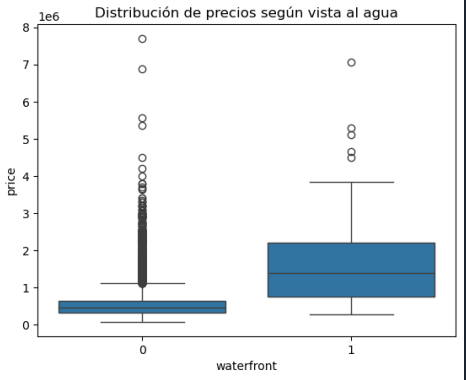 Distribución de precios según vista al agua
1e6
8
7
6
5
4
3
2
1
0
price
0 1
waterfront